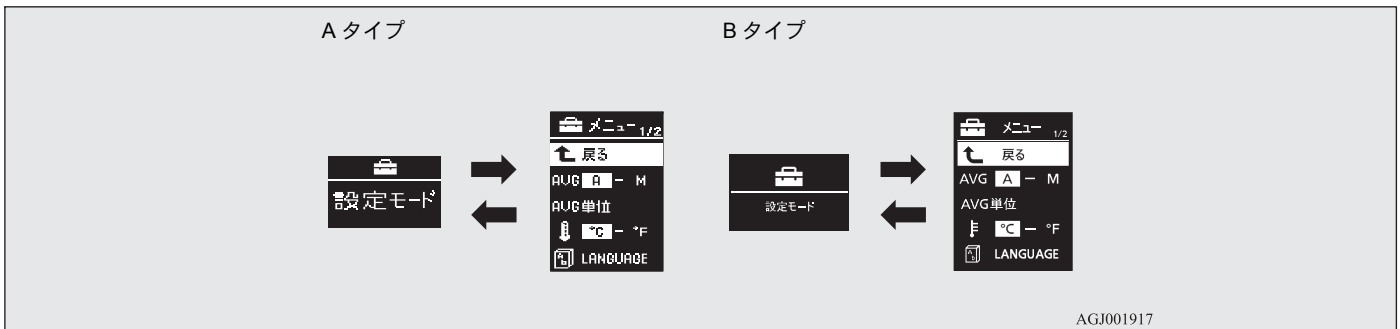 A タイプ
設定モード
メニュー 1/2
戻る
AVG A - M
AVG単位
°C - °F
LANGUAGE
B タイプ
設定モード
メニュー 1/2
戻る
AVG A - M
AVG単位
°C - °F
LANGUAGE
AGJ001917